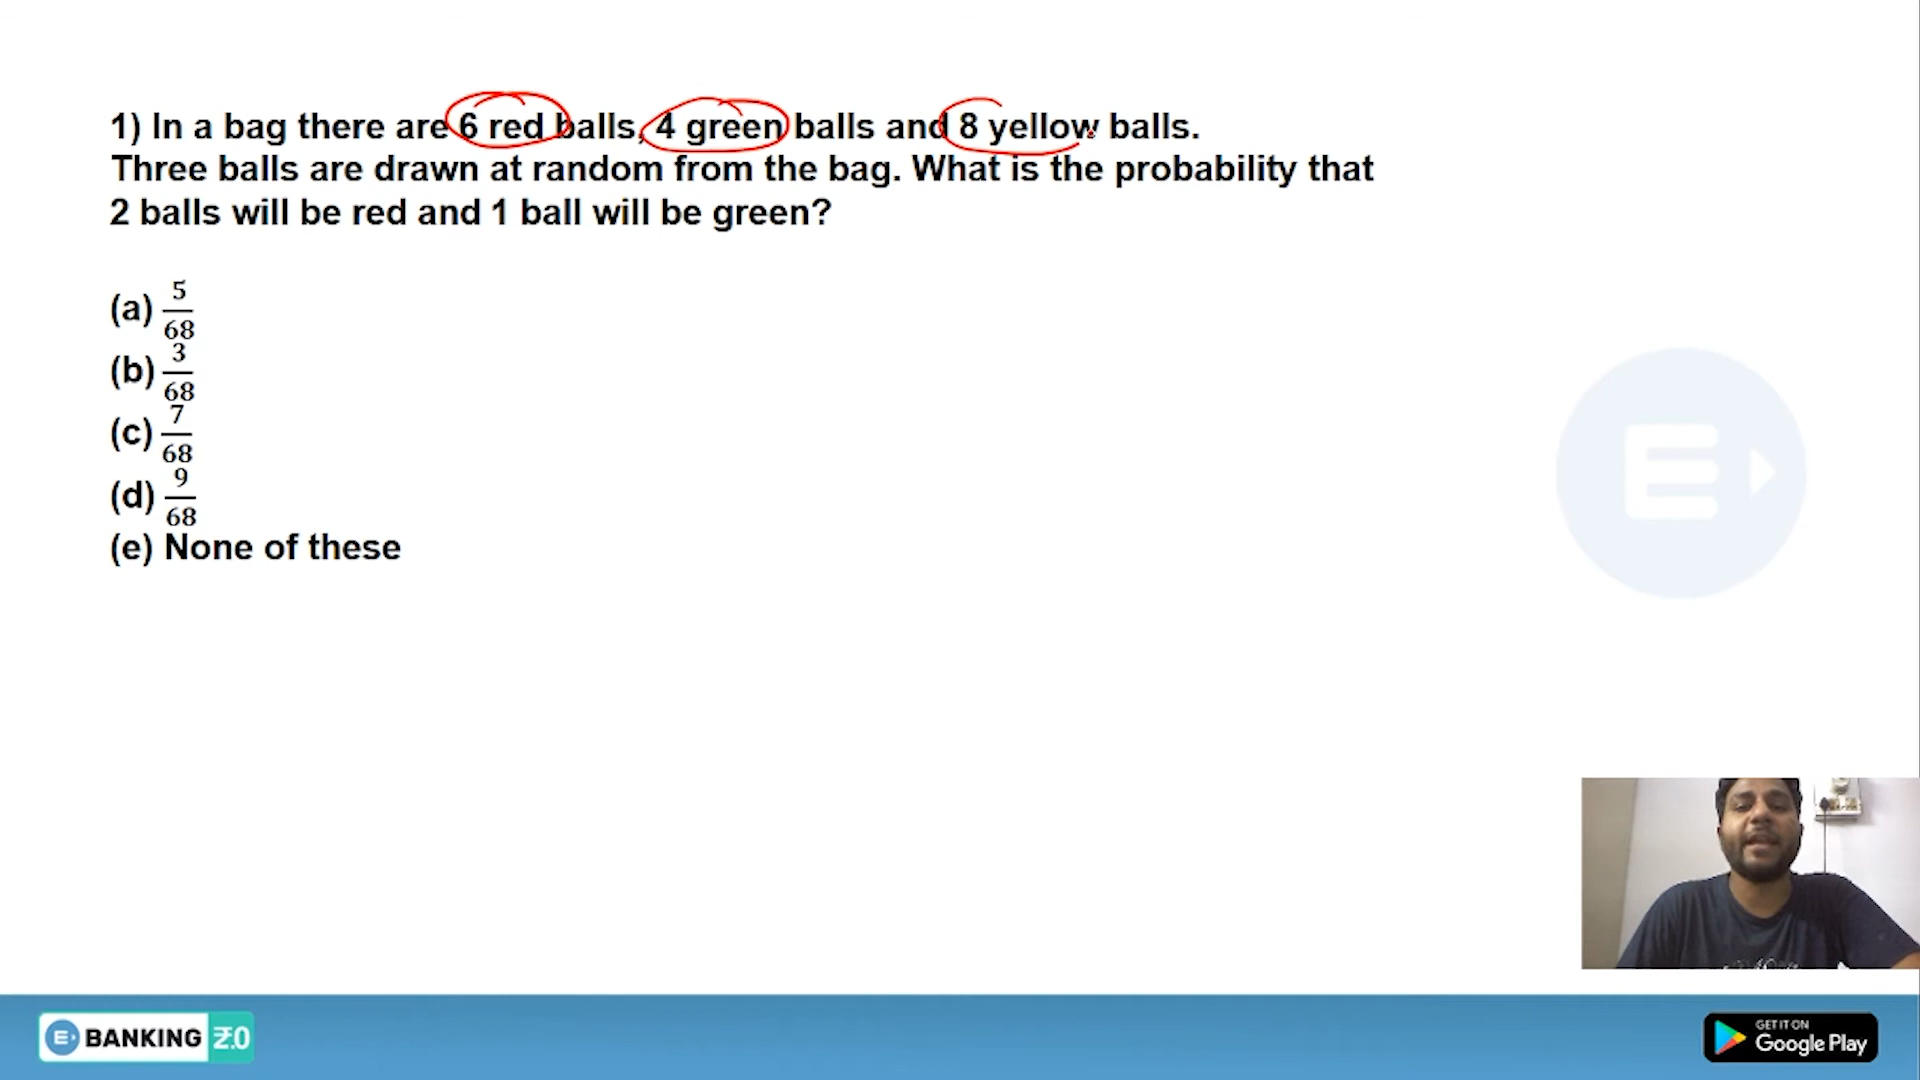 1) In a bag there are 6 red balls, 4 green balls and 8 yellow balls.
Three balls are drawn at random from the bag. What is the probability that
2 balls will be red and 1 ball will be green?
(a) 5/68
(b) 3/68
(c) 7/68
(d) 9/68
(e) None of these
E BANKING 2.0
GET IT ON
Google Play